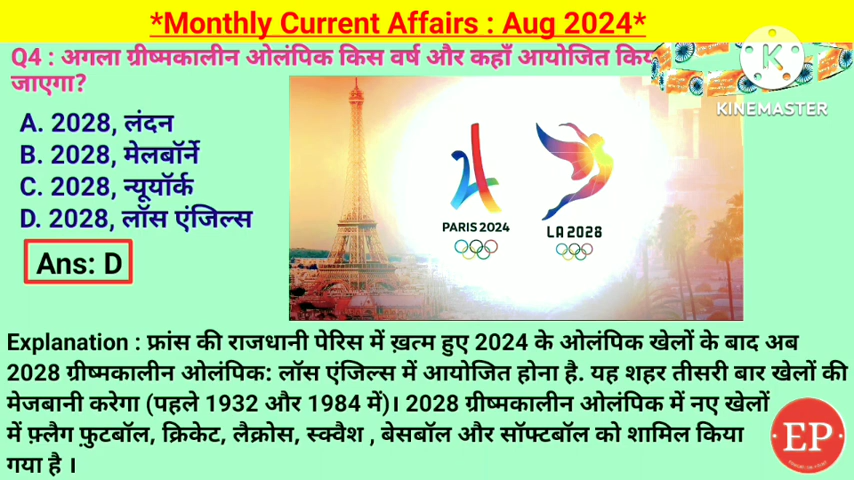 *Monthly Current Affairs : Aug 2024*
Q4 : अगला ग्रीष्मकालीन ओलंपिक किस वर्ष और कहाँ आयोजित
जाएगा?
KINEMASTER
A. 2028, लंदन
B. 2028, मेलबॉर्ने
C. 2028, न्यूयॉर्क
D. 2028, लॉस एंजिल्स
Ans: D
PARIS 2024
LA 2028
Explanation : फ्रांस की राजधानी पेरिस में ख़त्म हुए 2024 के ओलंपिक खेलों के बाद अब
2028 ग्रीष्मकालीन ओलंपिक: लॉस एंजिल्स में आयोजित होना है. यह शहर तीसरी बार खेलों की
मेजबानी करेगा (पहले 1932 और 1984 में)। 2028 ग्रीष्मकालीन ओलंपिक में नए खेलों
में फ़्लैग फ़ुटबॉल, क्रिकेट, लैक्रोस, स्क्वैश , बेसबॉल और सॉफ्टबॉल को शामिल किया
गया है ।
EP